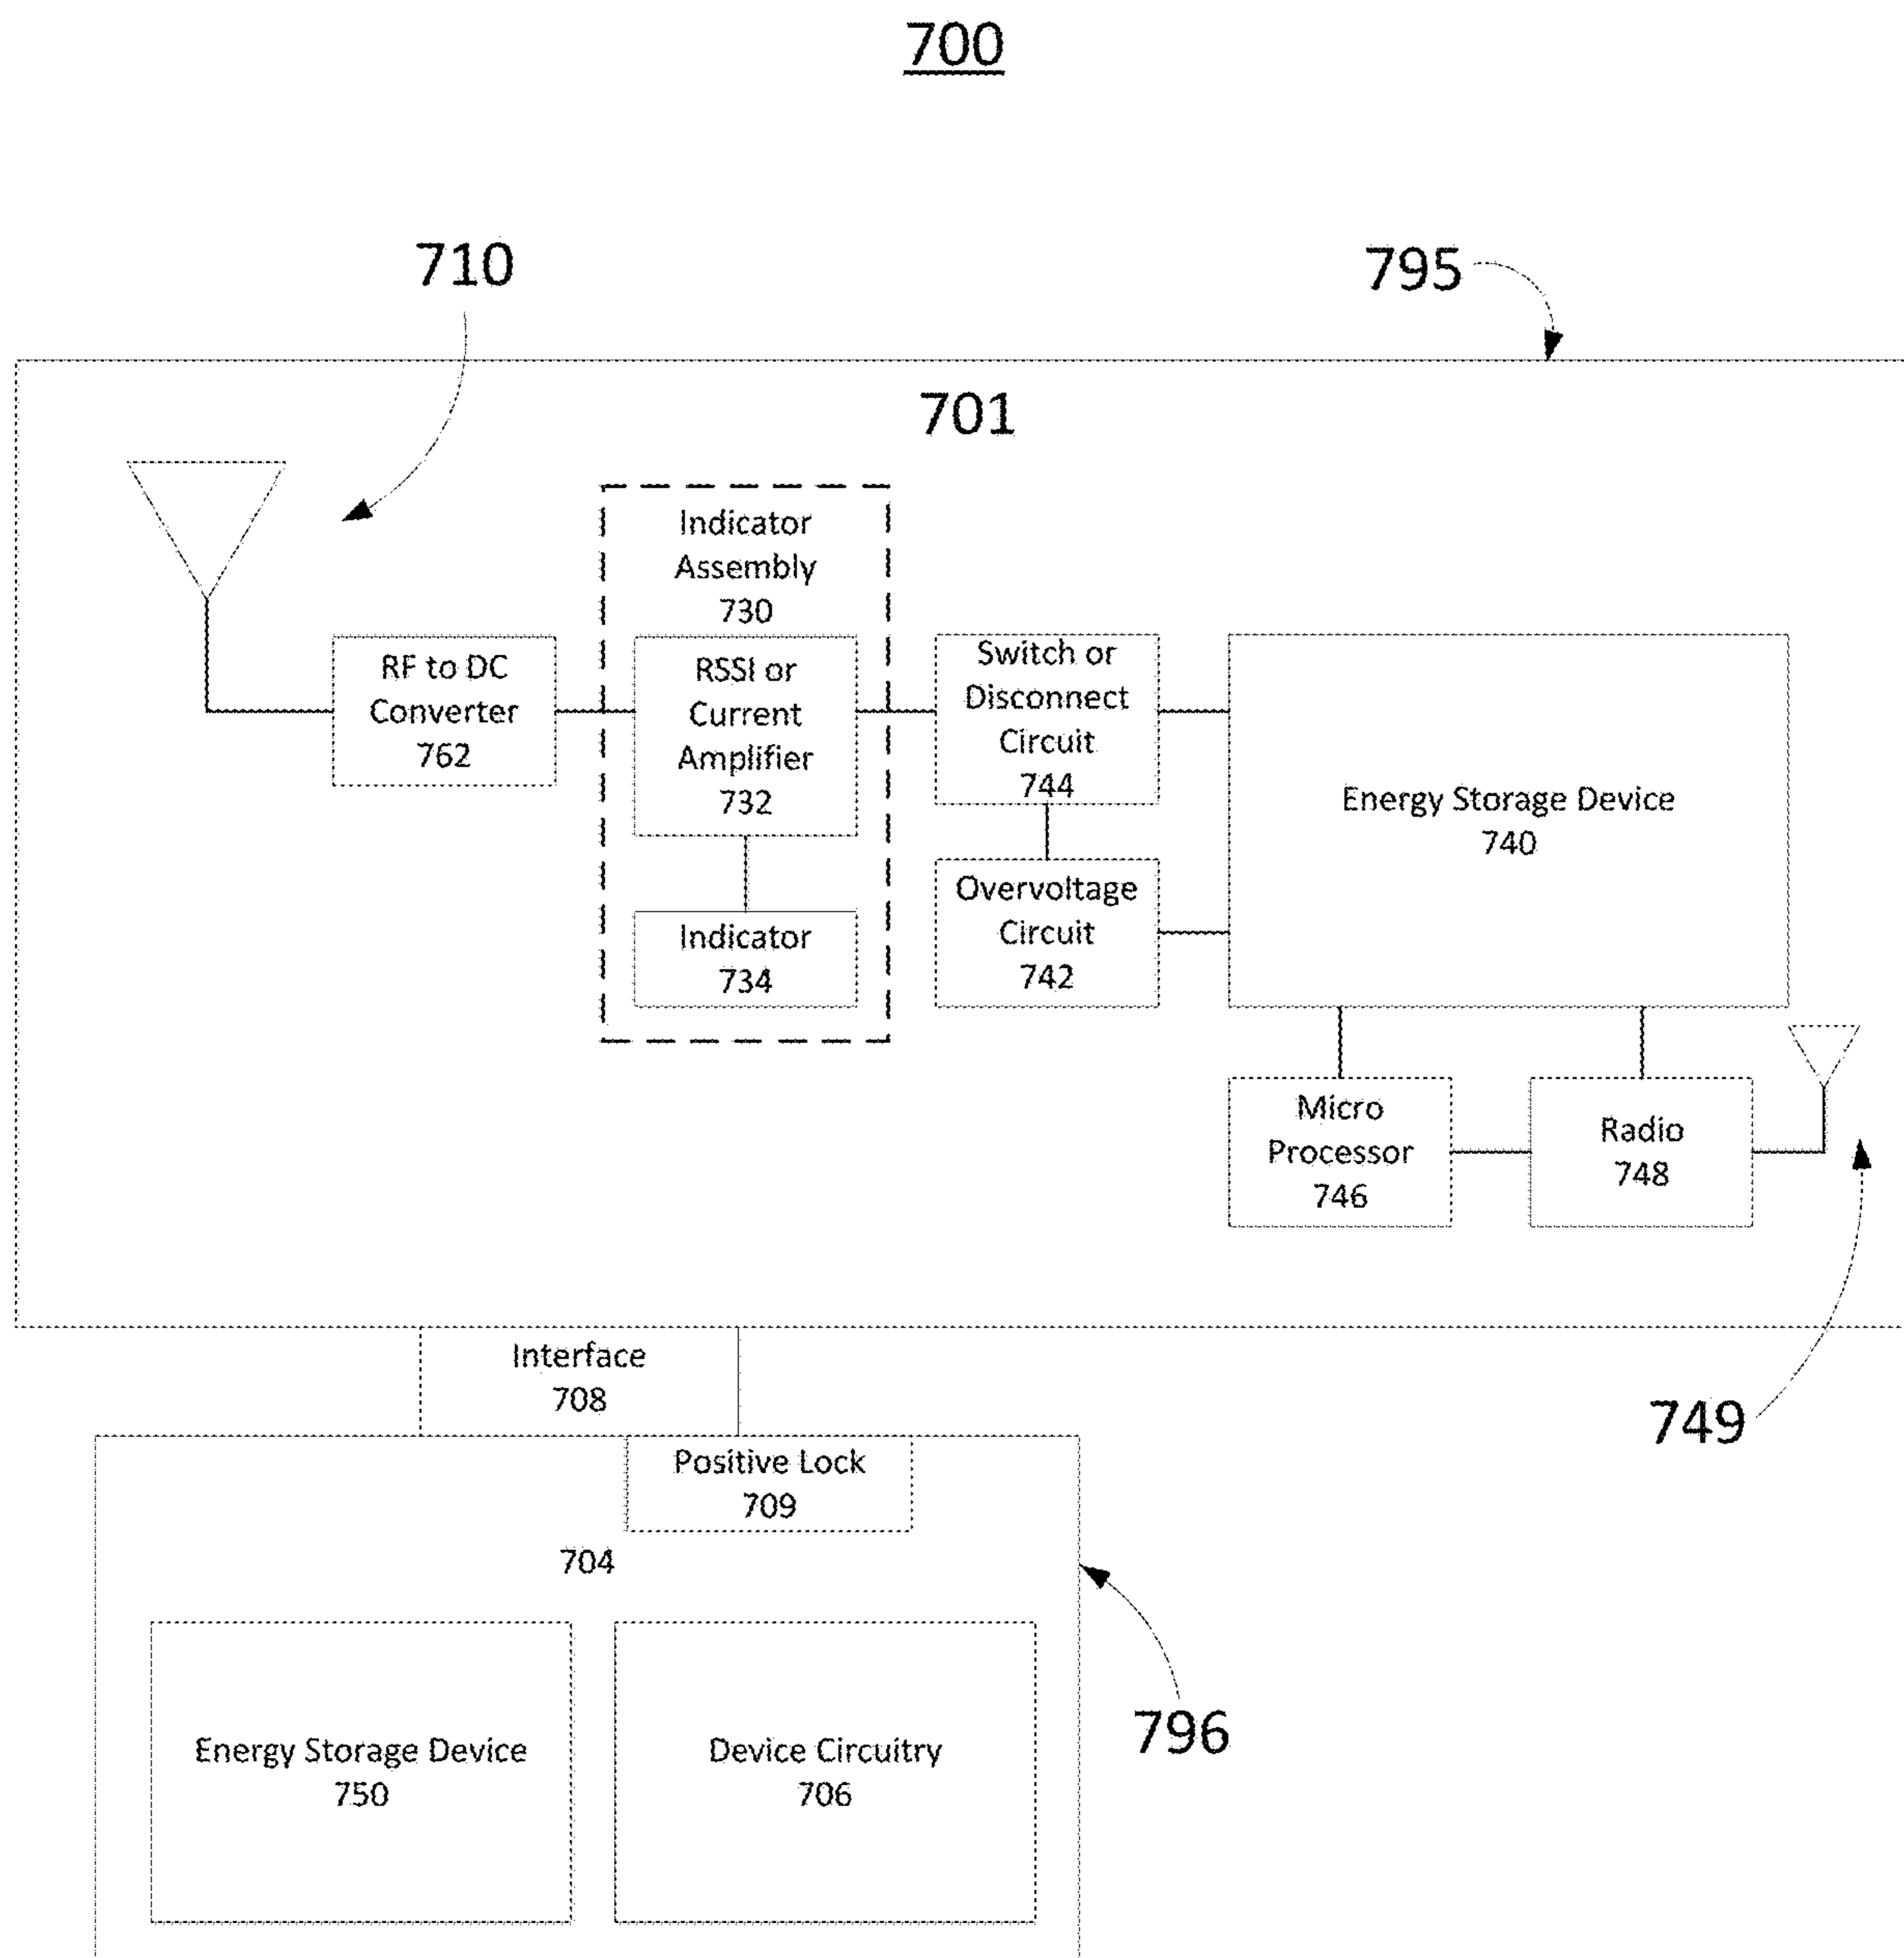 700
710
795
701
Indicator
Assembly
730
RF to DC
Converter
762
RSSI or
Current
Amplifier
732
Switch or
Disconnect
Circuit
744
Energy Storage Device
740
Indicator
734
Overvoltage
Circuit
742
Micro
Processor
746
Radio
748
749
Interface
708
Positive Lock
709
704
796
Energy Storage Device
750
Device Circuitry
706